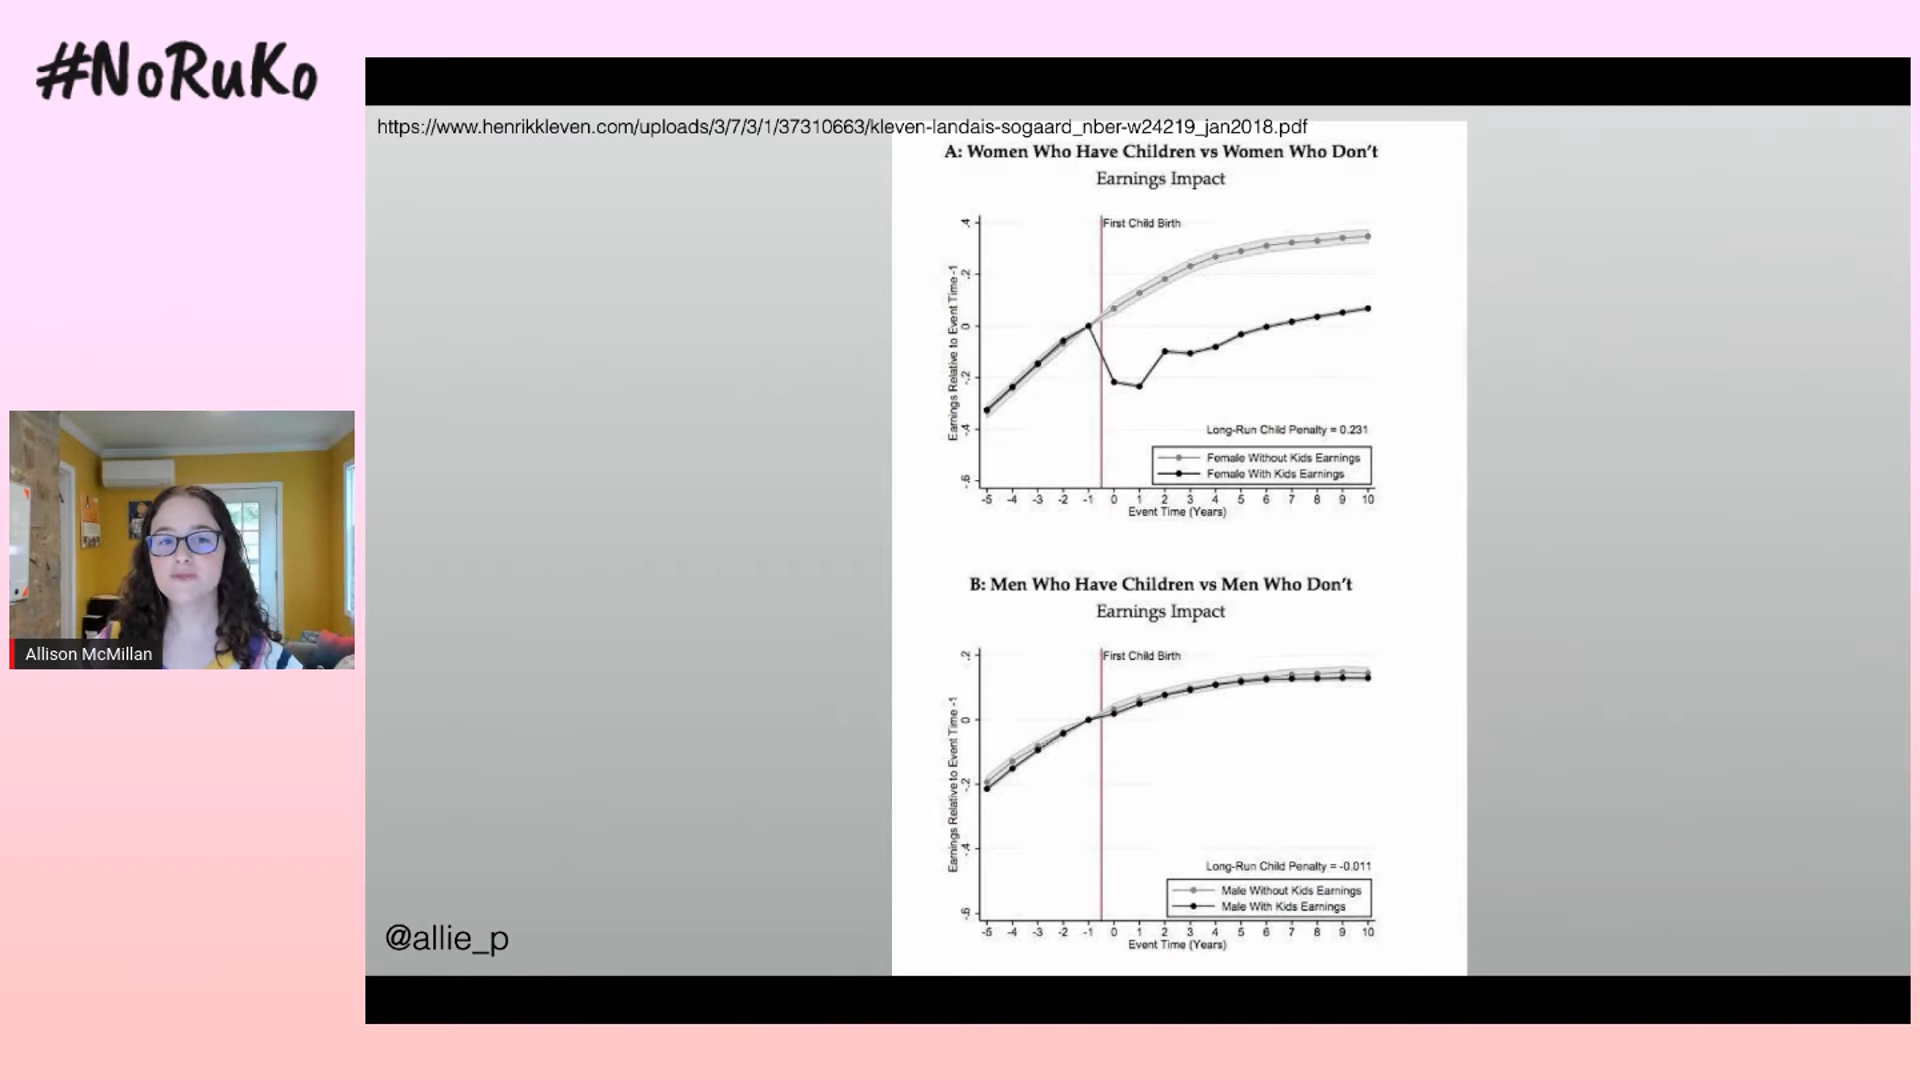 #NoRuKo
https://www.henrikkleven.com/uploads/3/7/3/1/37310663/kleven-landais-sogaard_nber-w24219_jan2018.pdf
A: Women Who Have Children vs Women Who Don't
Earnings Impact
First Child Birth
Earnings Relative to Event Time -1
.4
.2
0
-.2
-.4
-.6
Long-Run Child Penalty = 0.231
Female Without Kids Earnings
Female With Kids Earnings
-5 -4 -3 -2 -1 0 1 2 3 4 5 6 7 8 9 10
Event Time (Years)
B: Men Who Have Children vs Men Who Don't
Earnings Impact
First Child Birth
Earnings Relative to Event Time -1
.2
0
-.2
-.4
-.6
Long-Run Child Penalty = -0.011
Male Without Kids Earnings
Male With Kids Earnings
-5 -4 -3 -2 -1 0 1 2 3 4 5 6 7 8 9 10
Event Time (Years)
Allison McMillan
@allie_p